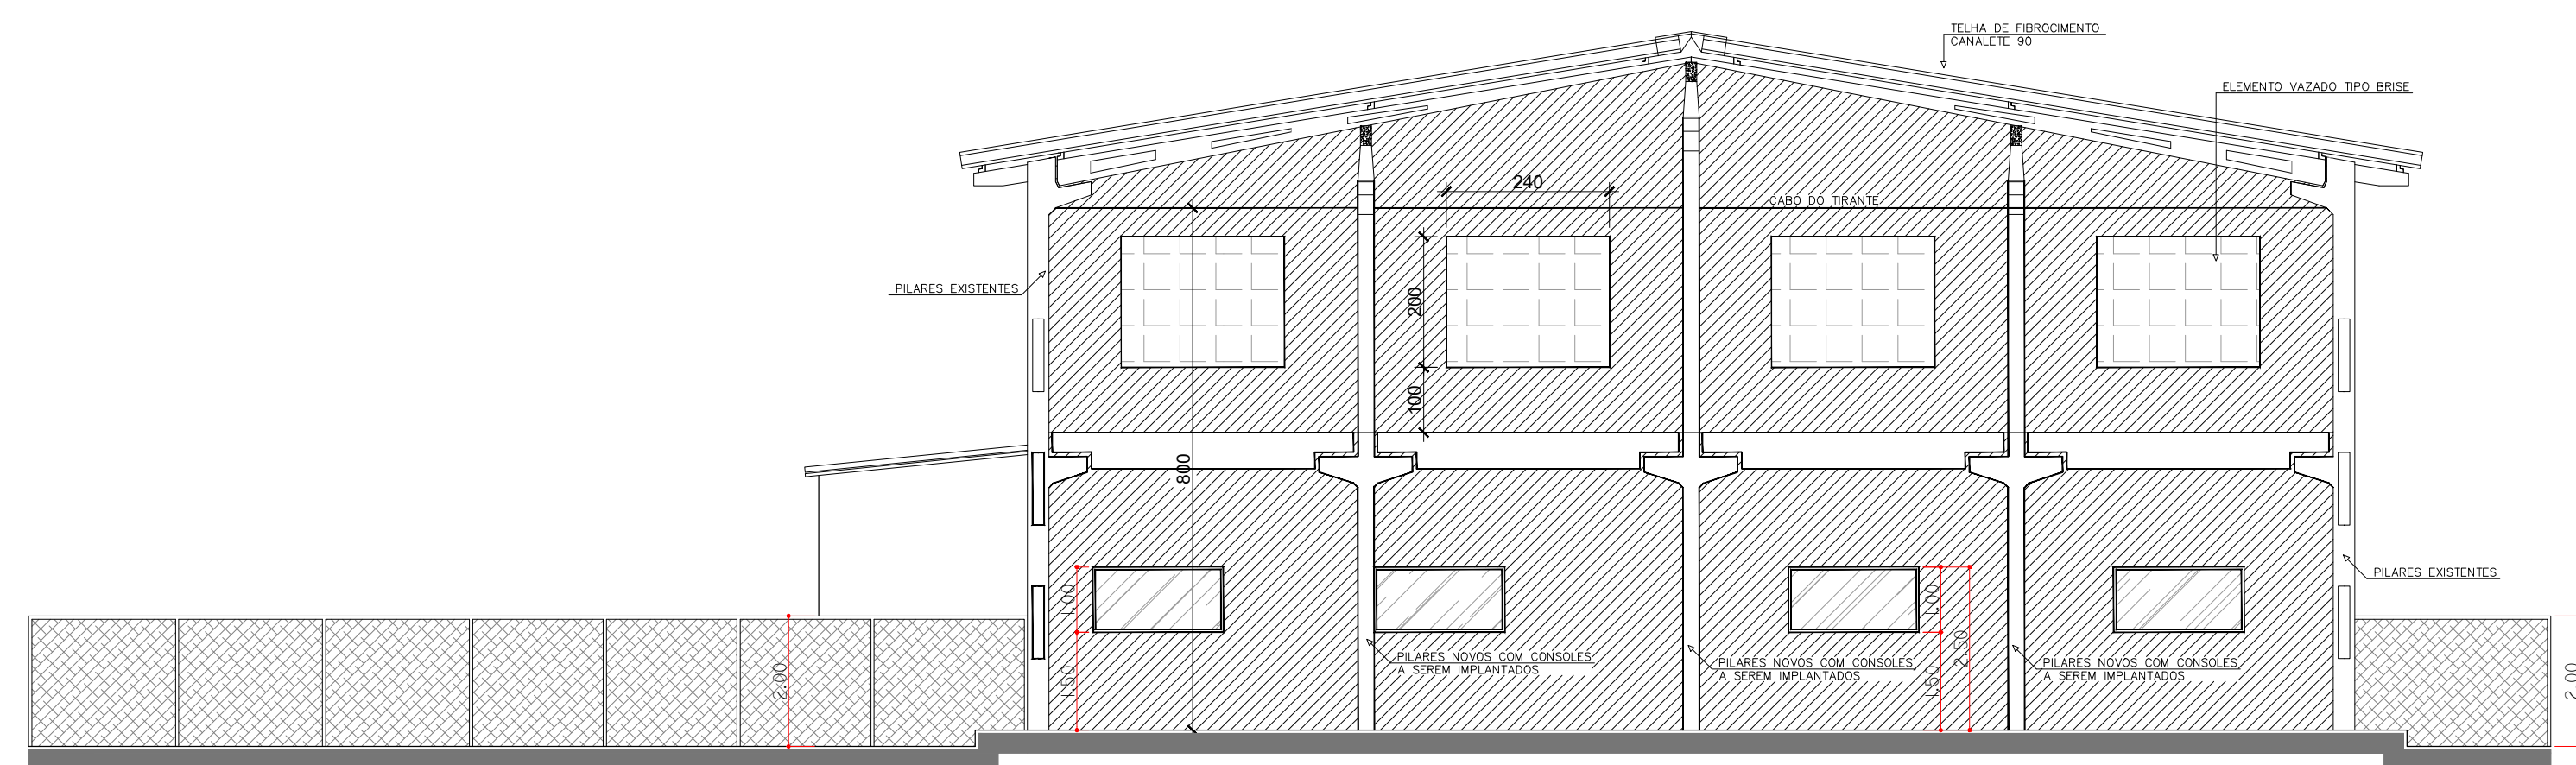 TELHA DE FIBROCIMENTO
CANALETE 90
ELEMENTO VAZADO TIPO BRISE
240
CABO DO TIRANTE
PILARES EXISTENTES
200
100
800
1.00
1.00
PILARES EXISTENTES
2.50
PILARES NOVOS COM CONSOLES
A SEREM IMPLANTADOS
PILARES NOVOS COM CONSOLES
A SEREM IMPLANTADOS
PILARES NOVOS COM CONSOLES
A SEREM IMPLANTADOS
2.00
1.50
1.50
2.00